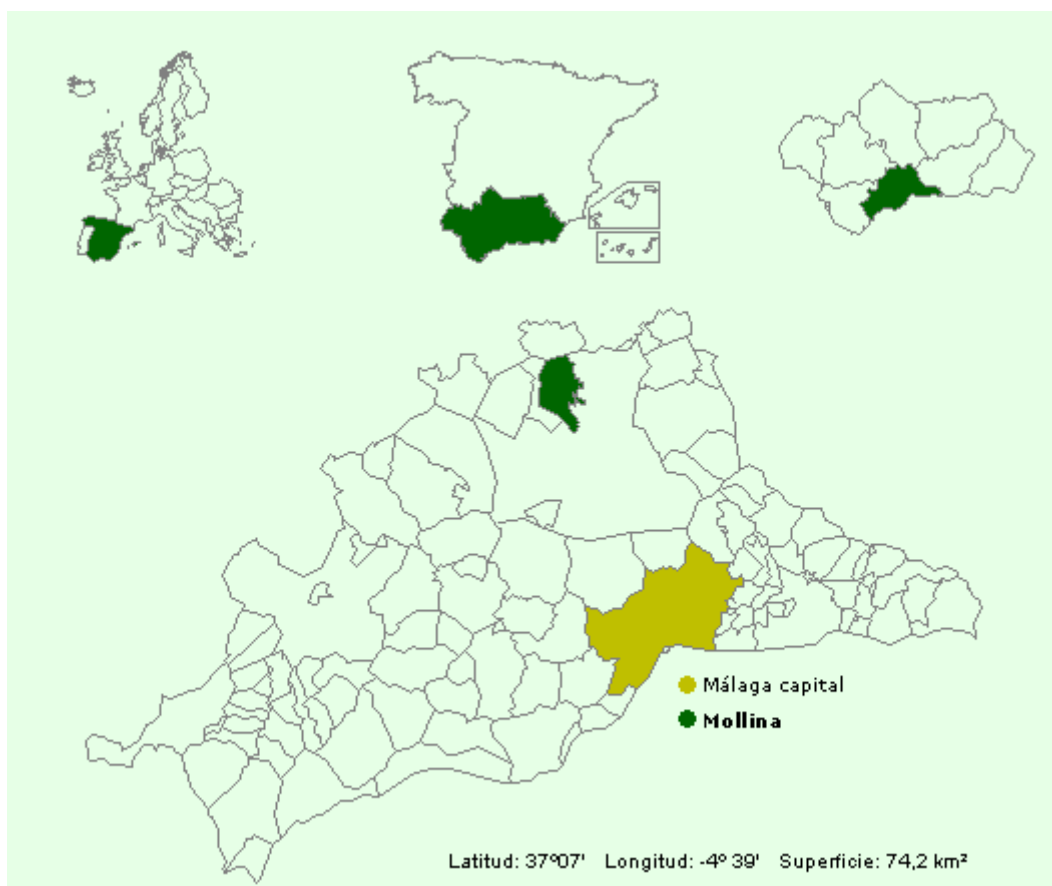 Málaga capital
Mollina
Latitud: 37º07' Longitud: -4º 39' Superficie: 74,2 km²